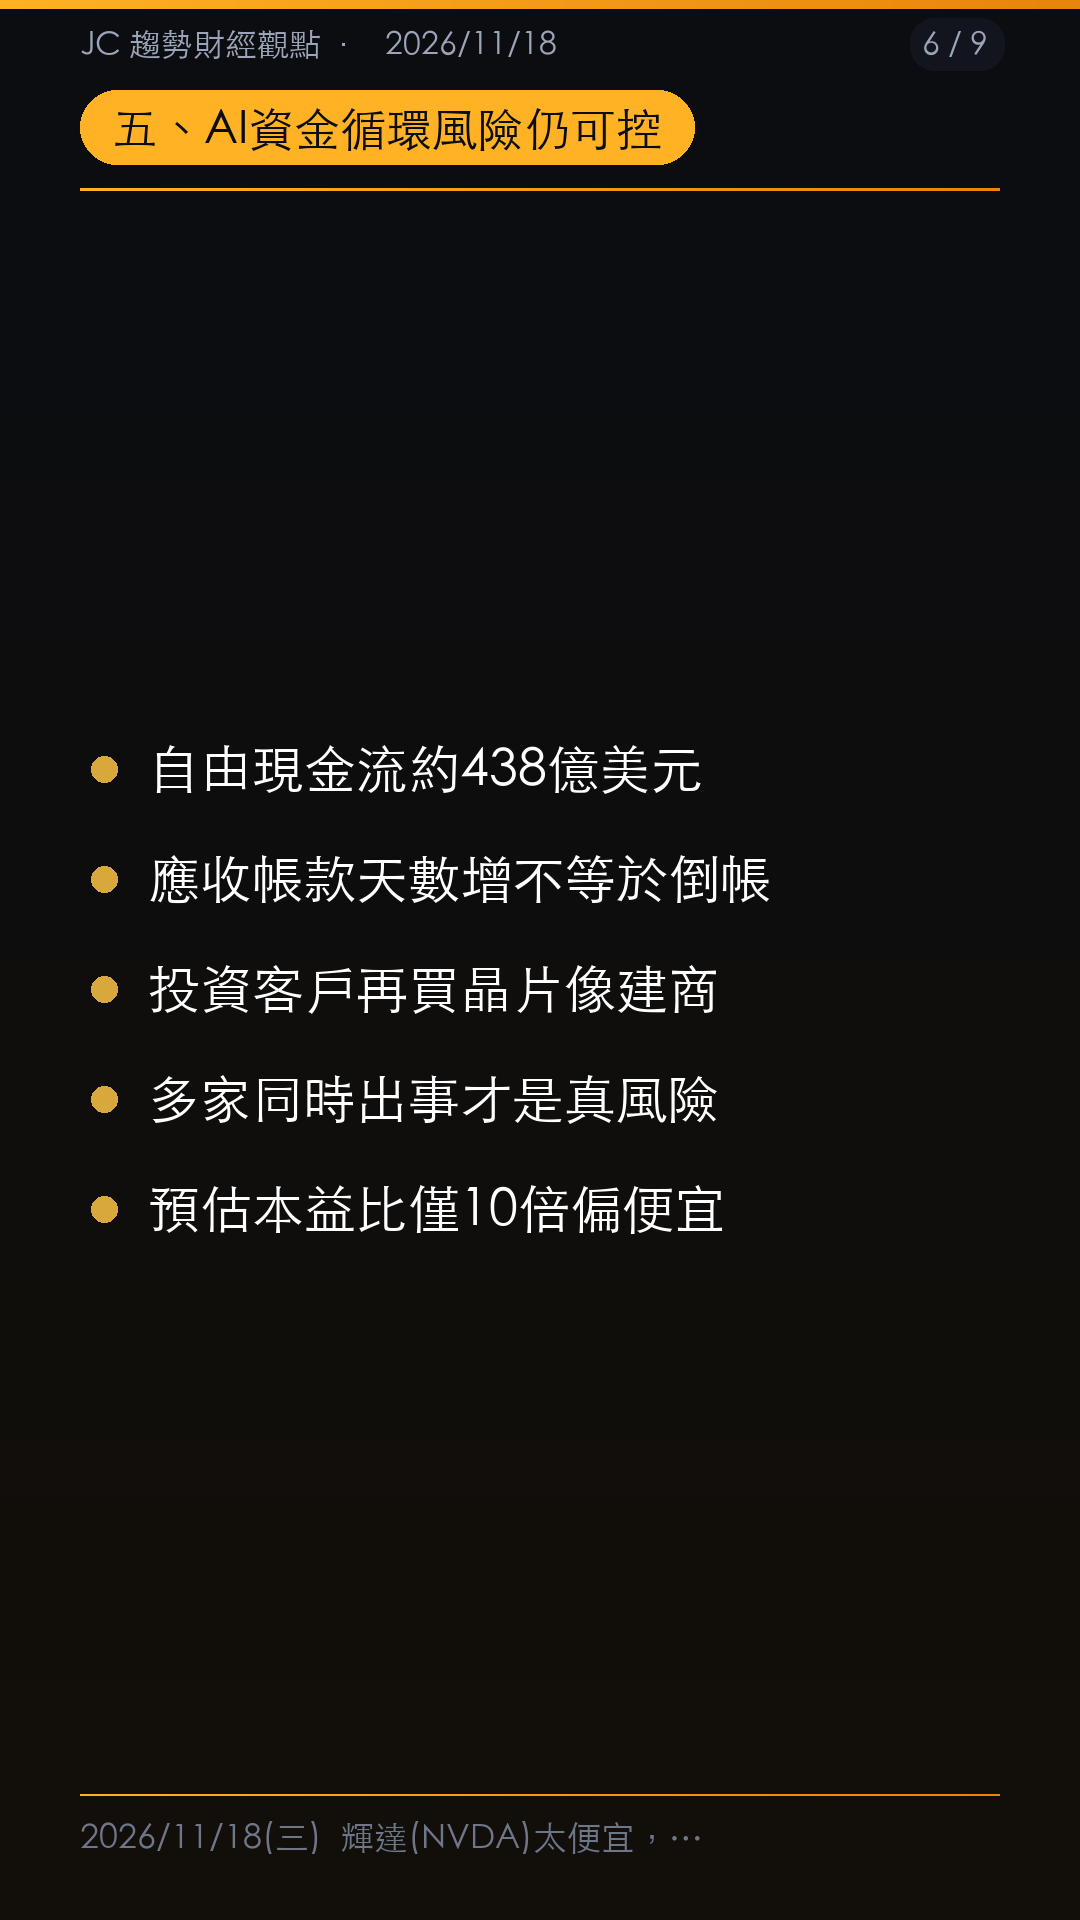 JC 趨勢財經觀點 · 2026/11/18
6 / 9
五、AI資金循環風險仍可控
自由現金流約438億美元
應收帳款天數增不等於倒帳
投資客戶再買晶片像建商
多家同時出事才是真風險
預估本益比僅10倍偏便宜
2026/11/18(三) 輝達(NVDA)太便宜，⋯